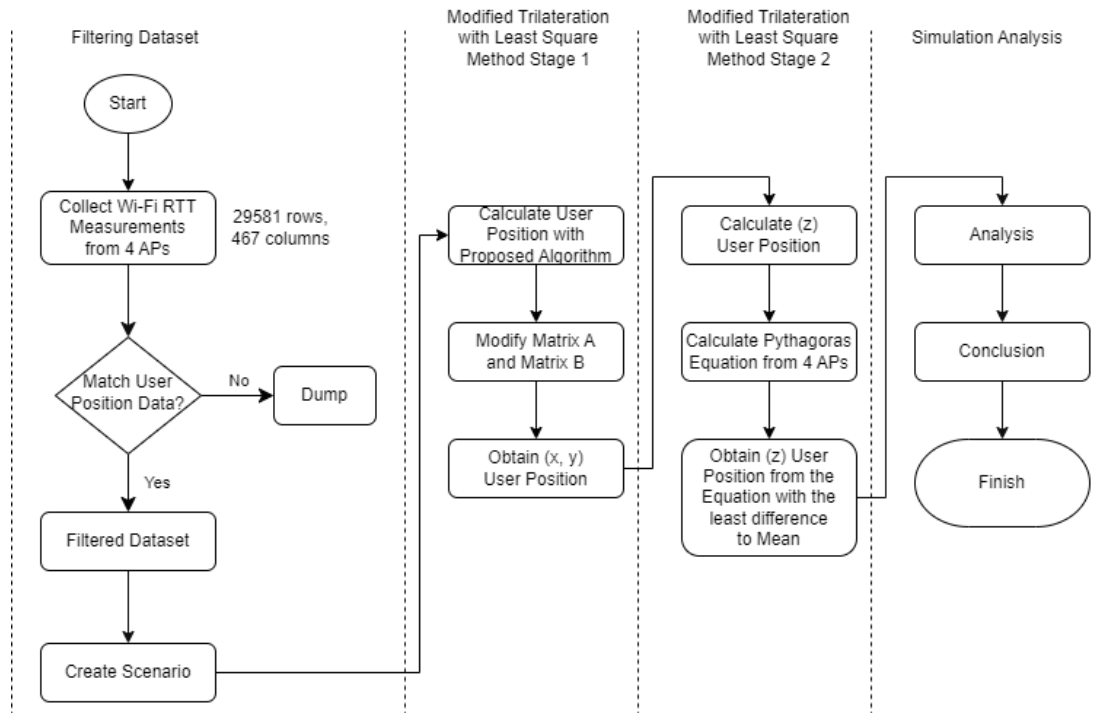 Filtering Dataset
Start
Collect Wi-Fi RTT
Measurements
from 4 APs
29581 rows,
467 columns
Match User
Position Data?
No
Dump
Yes
Filtered Dataset
Create Scenario
Modified Trilateration
with Least Square
Method Stage 1
Calculate User
Position with
Proposed Algorithm
Modify Matrix A
and Matrix B
Obtain (x, y)
User Position
Modified Trilateration
with Least Square
Method Stage 2
Calculate (z)
User Position
Calculate Pythagoras
Equation from 4 APs
Obtain (z) User
Position from the
Equation with the
least difference
to Mean
Simulation Analysis
Analysis
Conclusion
Finish